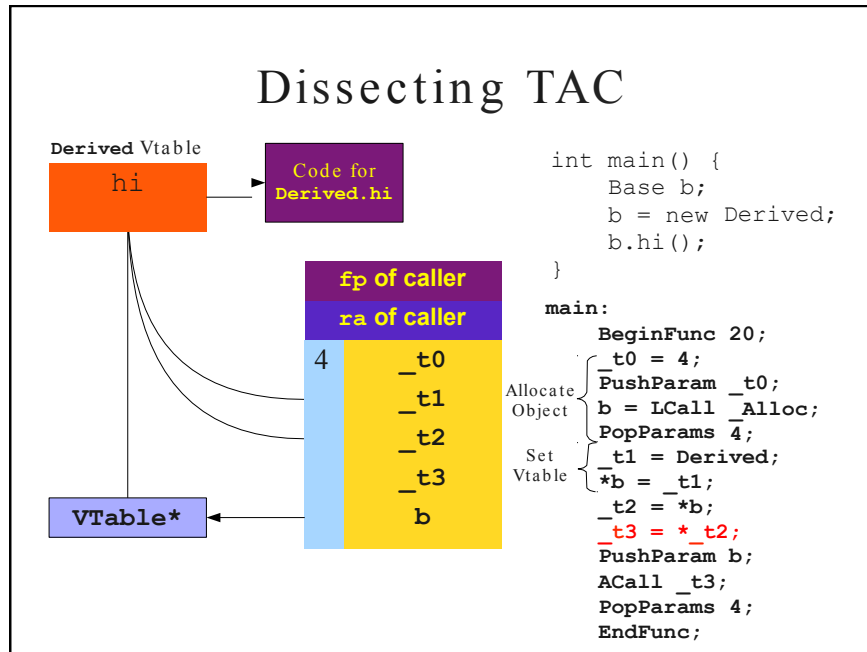 Dissecting TAC
Derived Vtable
hi
Code for
Derived.hi
fp of caller
ra of caller
4 _t0
_t1
_t2
_t3
b
VTable*
int main() {
Base b;
b = new Derived;
b.hi();
}
main:
BeginFunc 20;
_t0 = 4;
PushParam _t0;
b = LCall _Alloc;
PopParams 4;
_t1 = Derived;
*b = _t1;
_t2 = *b;
_t3 = *_t2;
PushParam b;
ACall _t3;
PopParams 4;
EndFunc;
Allocate
Object
Set
Vtable